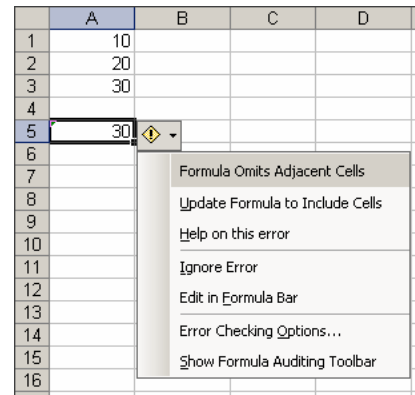 A B C D
1 10
2 20
3 30
4
5 30
6
7 Formula Omits Adjacent Cells
8 Update Formula to Include Cells
9 Help on this error
10
11 Ignore Error
12 Edit in Formula Bar
13
14 Error Checking Options...
15 Show Formula Auditing Toolbar
16